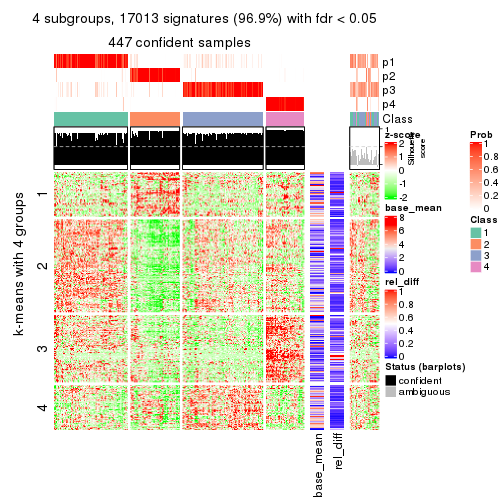 4 subgroups, 17013 signatures (96.9%) with fdr < 0.05
447 confident samples
p1
p2
p3
p4
Class
1
Silhouette
score
k-means with 4 groups
1
2
3
4
base_mean
rel_diff
z-score
2
1
0
-1
-2
base_mean
8
6
4
2
0
rel_diff
1
0.8
0.6
0.4
0.2
0
Status (barplots)
confident
ambiguous
Prob
1
0.8
0.6
0.4
0.2
0
Class
1
2
3
4